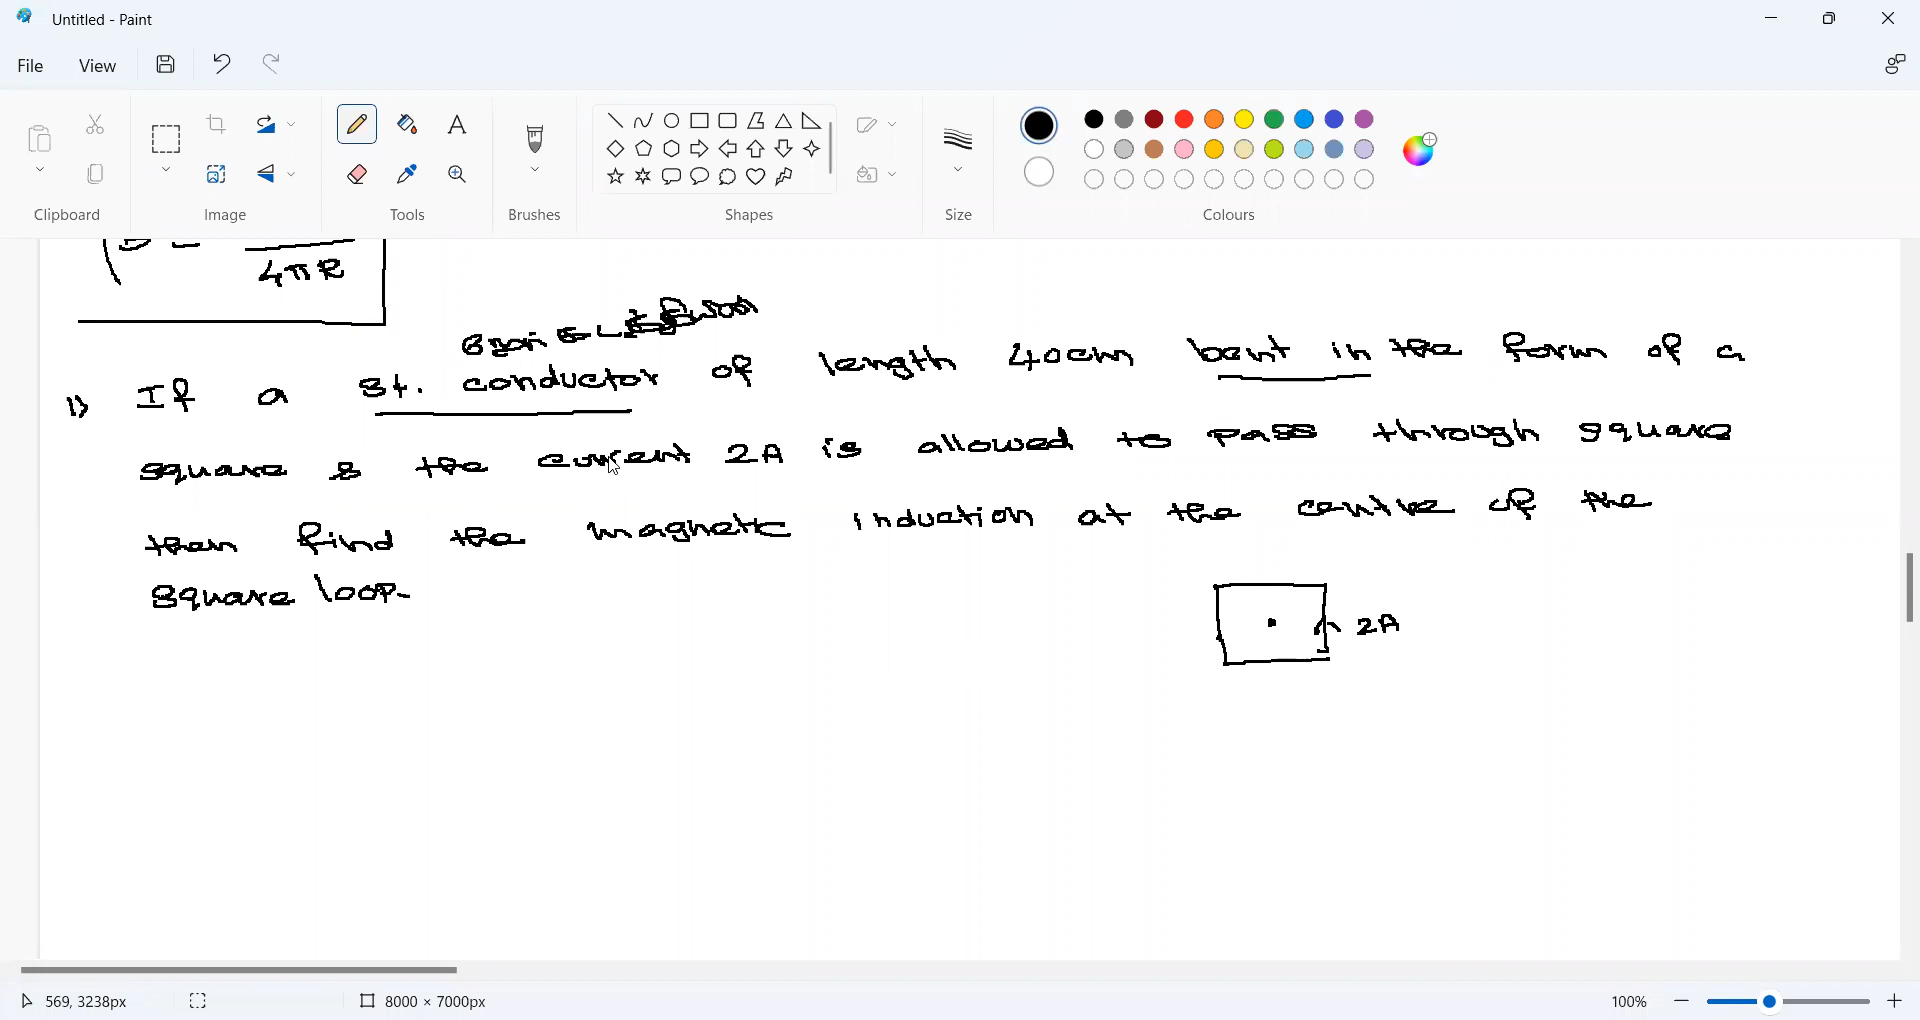 Untitled - Paint
File View
Clipboard Image Tools Brushes Shapes Size Colours
4πR
1) If a st. conductor of length 40cm bent in the form of a
square & the current 2A is allowed to pass through square
then find the magnetic induction at the centre of the
square loop.
2A
569, 3238px 8000 × 7000px 100%